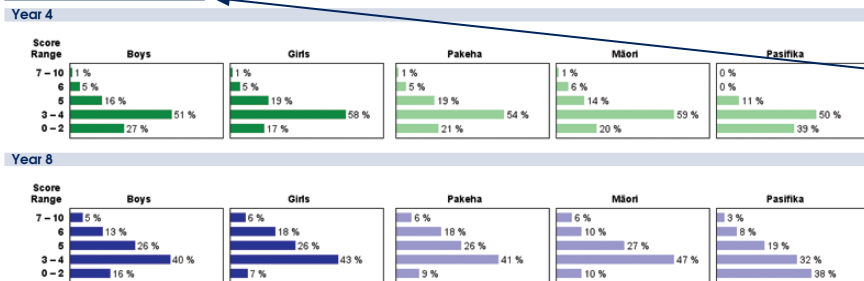 Year 4
Score
Range Boys Girls Pakeha Māori Pasifika
7 – 10 1 % 1 % 1 % 1 % 0 %
6 5 % 5 % 5 % 6 % 0 %
5 16 % 19 % 19 % 14 % 11 %
3 – 4 51 % 58 % 54 % 59 % 50 %
0 – 2 27 % 17 % 21 % 20 % 39 %
Year 8
Score
Range Boys Girls Pakeha Māori Pasifika
7 – 10 5 % 6 % 6 % 6 % 3 %
6 13 % 18 % 18 % 10 % 8 %
5 26 % 26 % 26 % 27 % 19 %
3 – 4 40 % 43 % 41 % 47 % 32 %
0 – 2 16 % 7 % 9 % 10 % 38 %